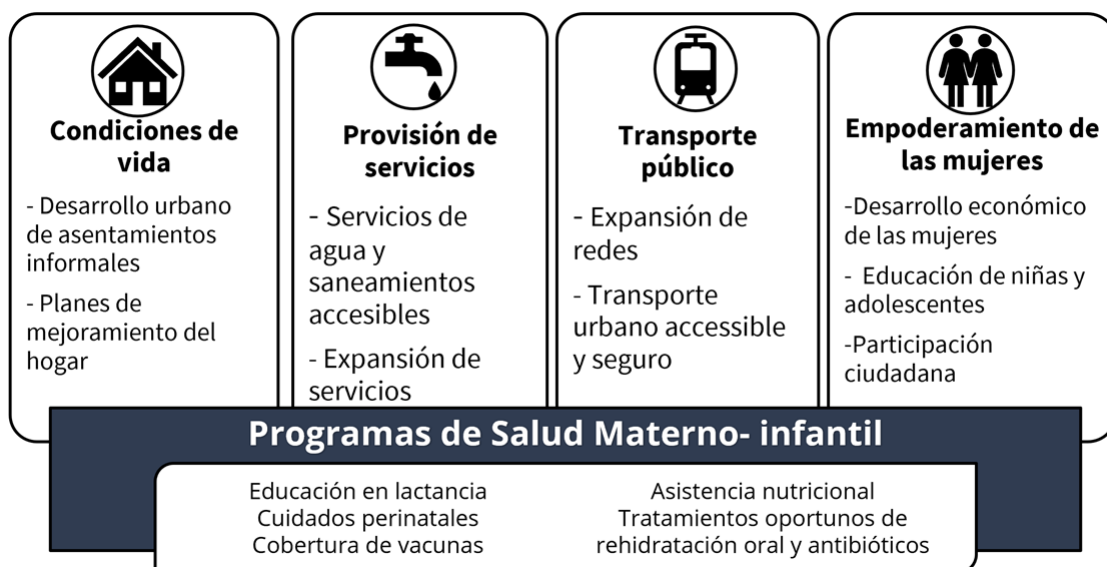 Condiciones de
vida
- Desarrollo urbano
de asentamientos
informales
- Planes de
mejoramiento del
hogar
Provisión de
servicios
- Servicios de
agua y
saneamientos
accesibles
- Expansión de
servicios
Transporte
público
- Expansión de
redes
- Transporte
urbano accessible
y seguro
Empoderamiento de
las mujeres
-Desarrollo económico
de las mujeres
- Educación de niñas y
adolescentes
-Participación
ciudadana
Programas de Salud Materno- infantil
Educación en lactancia
Cuidados perinatales
Cobertura de vacunas
Asistencia nutricional
Tratamientos oportunos de
rehidratación oral y antibióticos